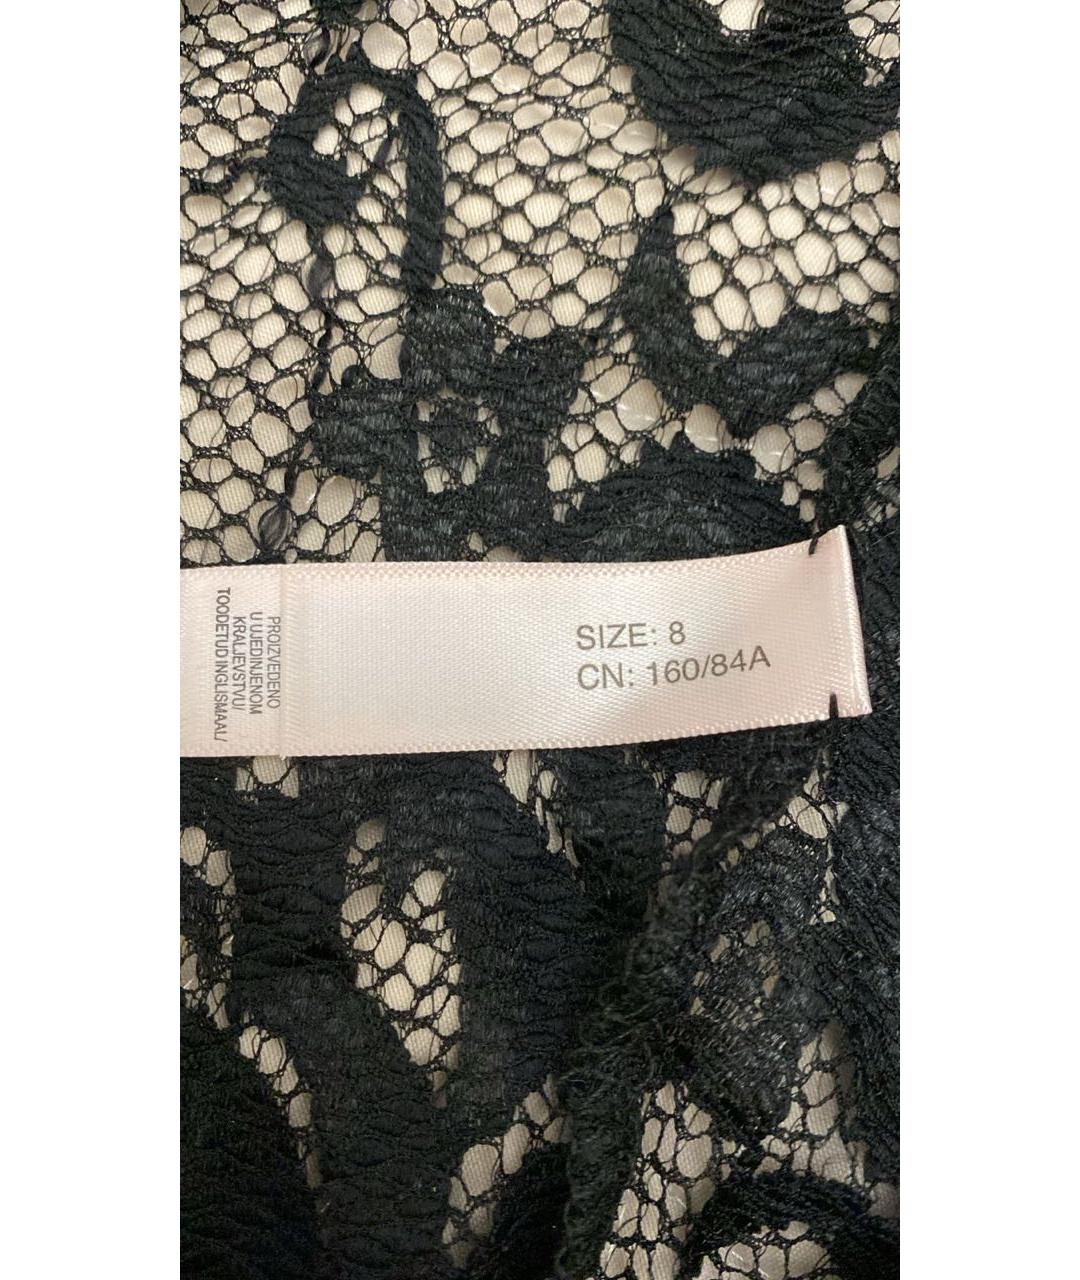 SIZE: 8
CN: 160/84A
PROIZVEDENO
U UJEDINJENOM
KRALJEVSTVU/
TOODETUD INGLISMAAL/